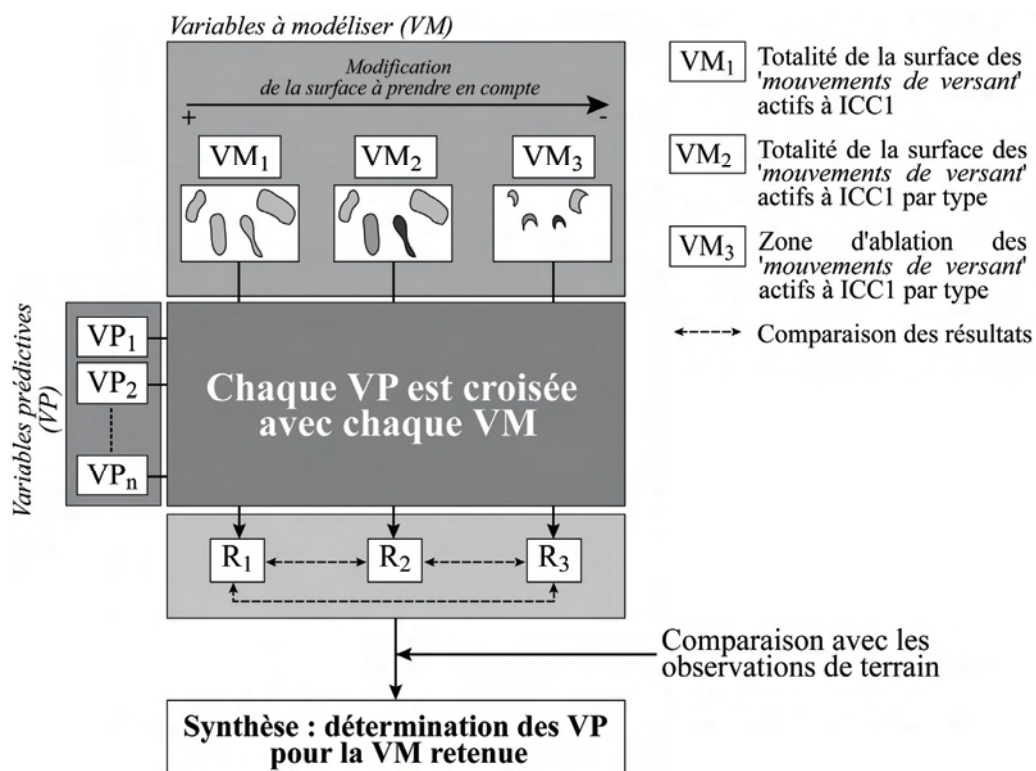 Variables à modéliser (VM)
Modification
de la surface à prendre en compte
+
-
VM1
VM2
VM3
VM1 Totalité de la surface des
'mouvements de versant'
actifs à ICC1
VM2 Totalité de la surface des
'mouvements de versant'
actifs à ICC1 par type
VM3 Zone d'ablation des
'mouvements de versant'
actifs à ICC1 par type
Comparaison des résultats
Variables prédictives
(VP)
VP1
VP2
VPn
Chaque VP est croisée
avec chaque VM
R1
R2
R3
Comparaison avec les
observations de terrain
Synthèse : détermination des VP
pour la VM retenue